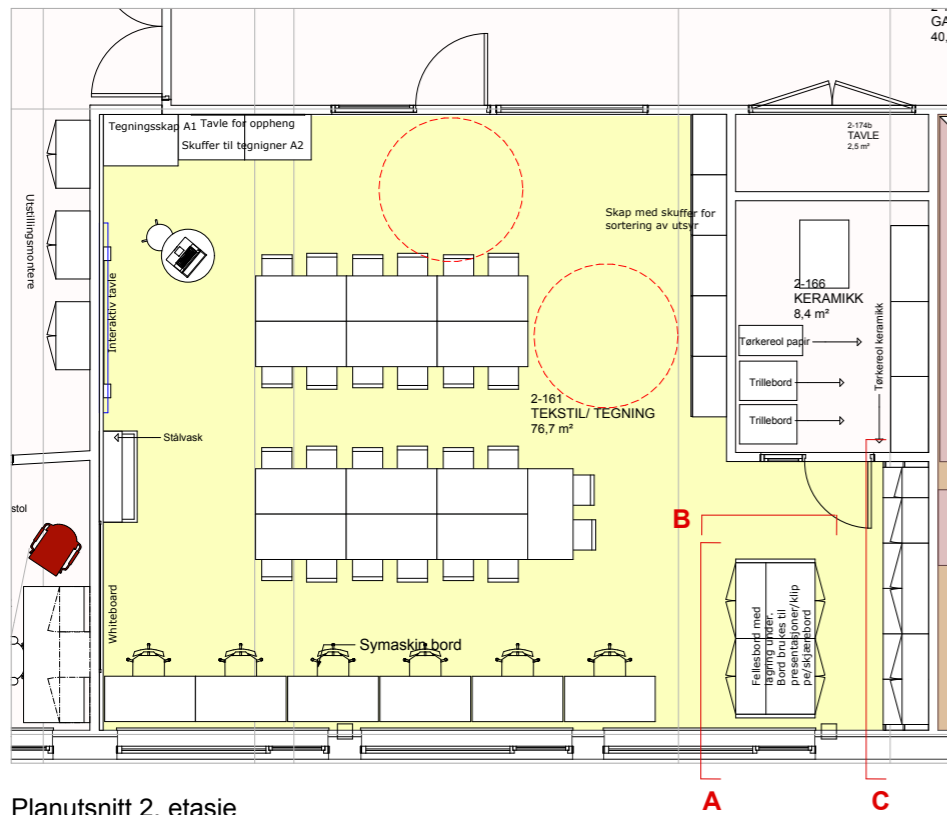 GA
40,
Tegningsskap A1
Tavle for oppheng
Skuffer til tegnigner A2
2-174b
TAVLE
2,5 m²
Utstillingsmontere
Interaktiv tavle
Skap med skuffer for
sortering av utsyr
2-166
KERAMIKK
8,4 m²
Tørkereol papir
Trillebord
Trillebord
Tørkereol keramikk
2-161
TEKSTIL/ TEGNING
76,7 m²
Stålvask
stol
B
Whiteboard
Symaskin bord
Fellesbord med
lagring under.
Bord brukes til
presentasjoner/klip
pe/skjærebord
A
C
Planutsnitt 2. etasje